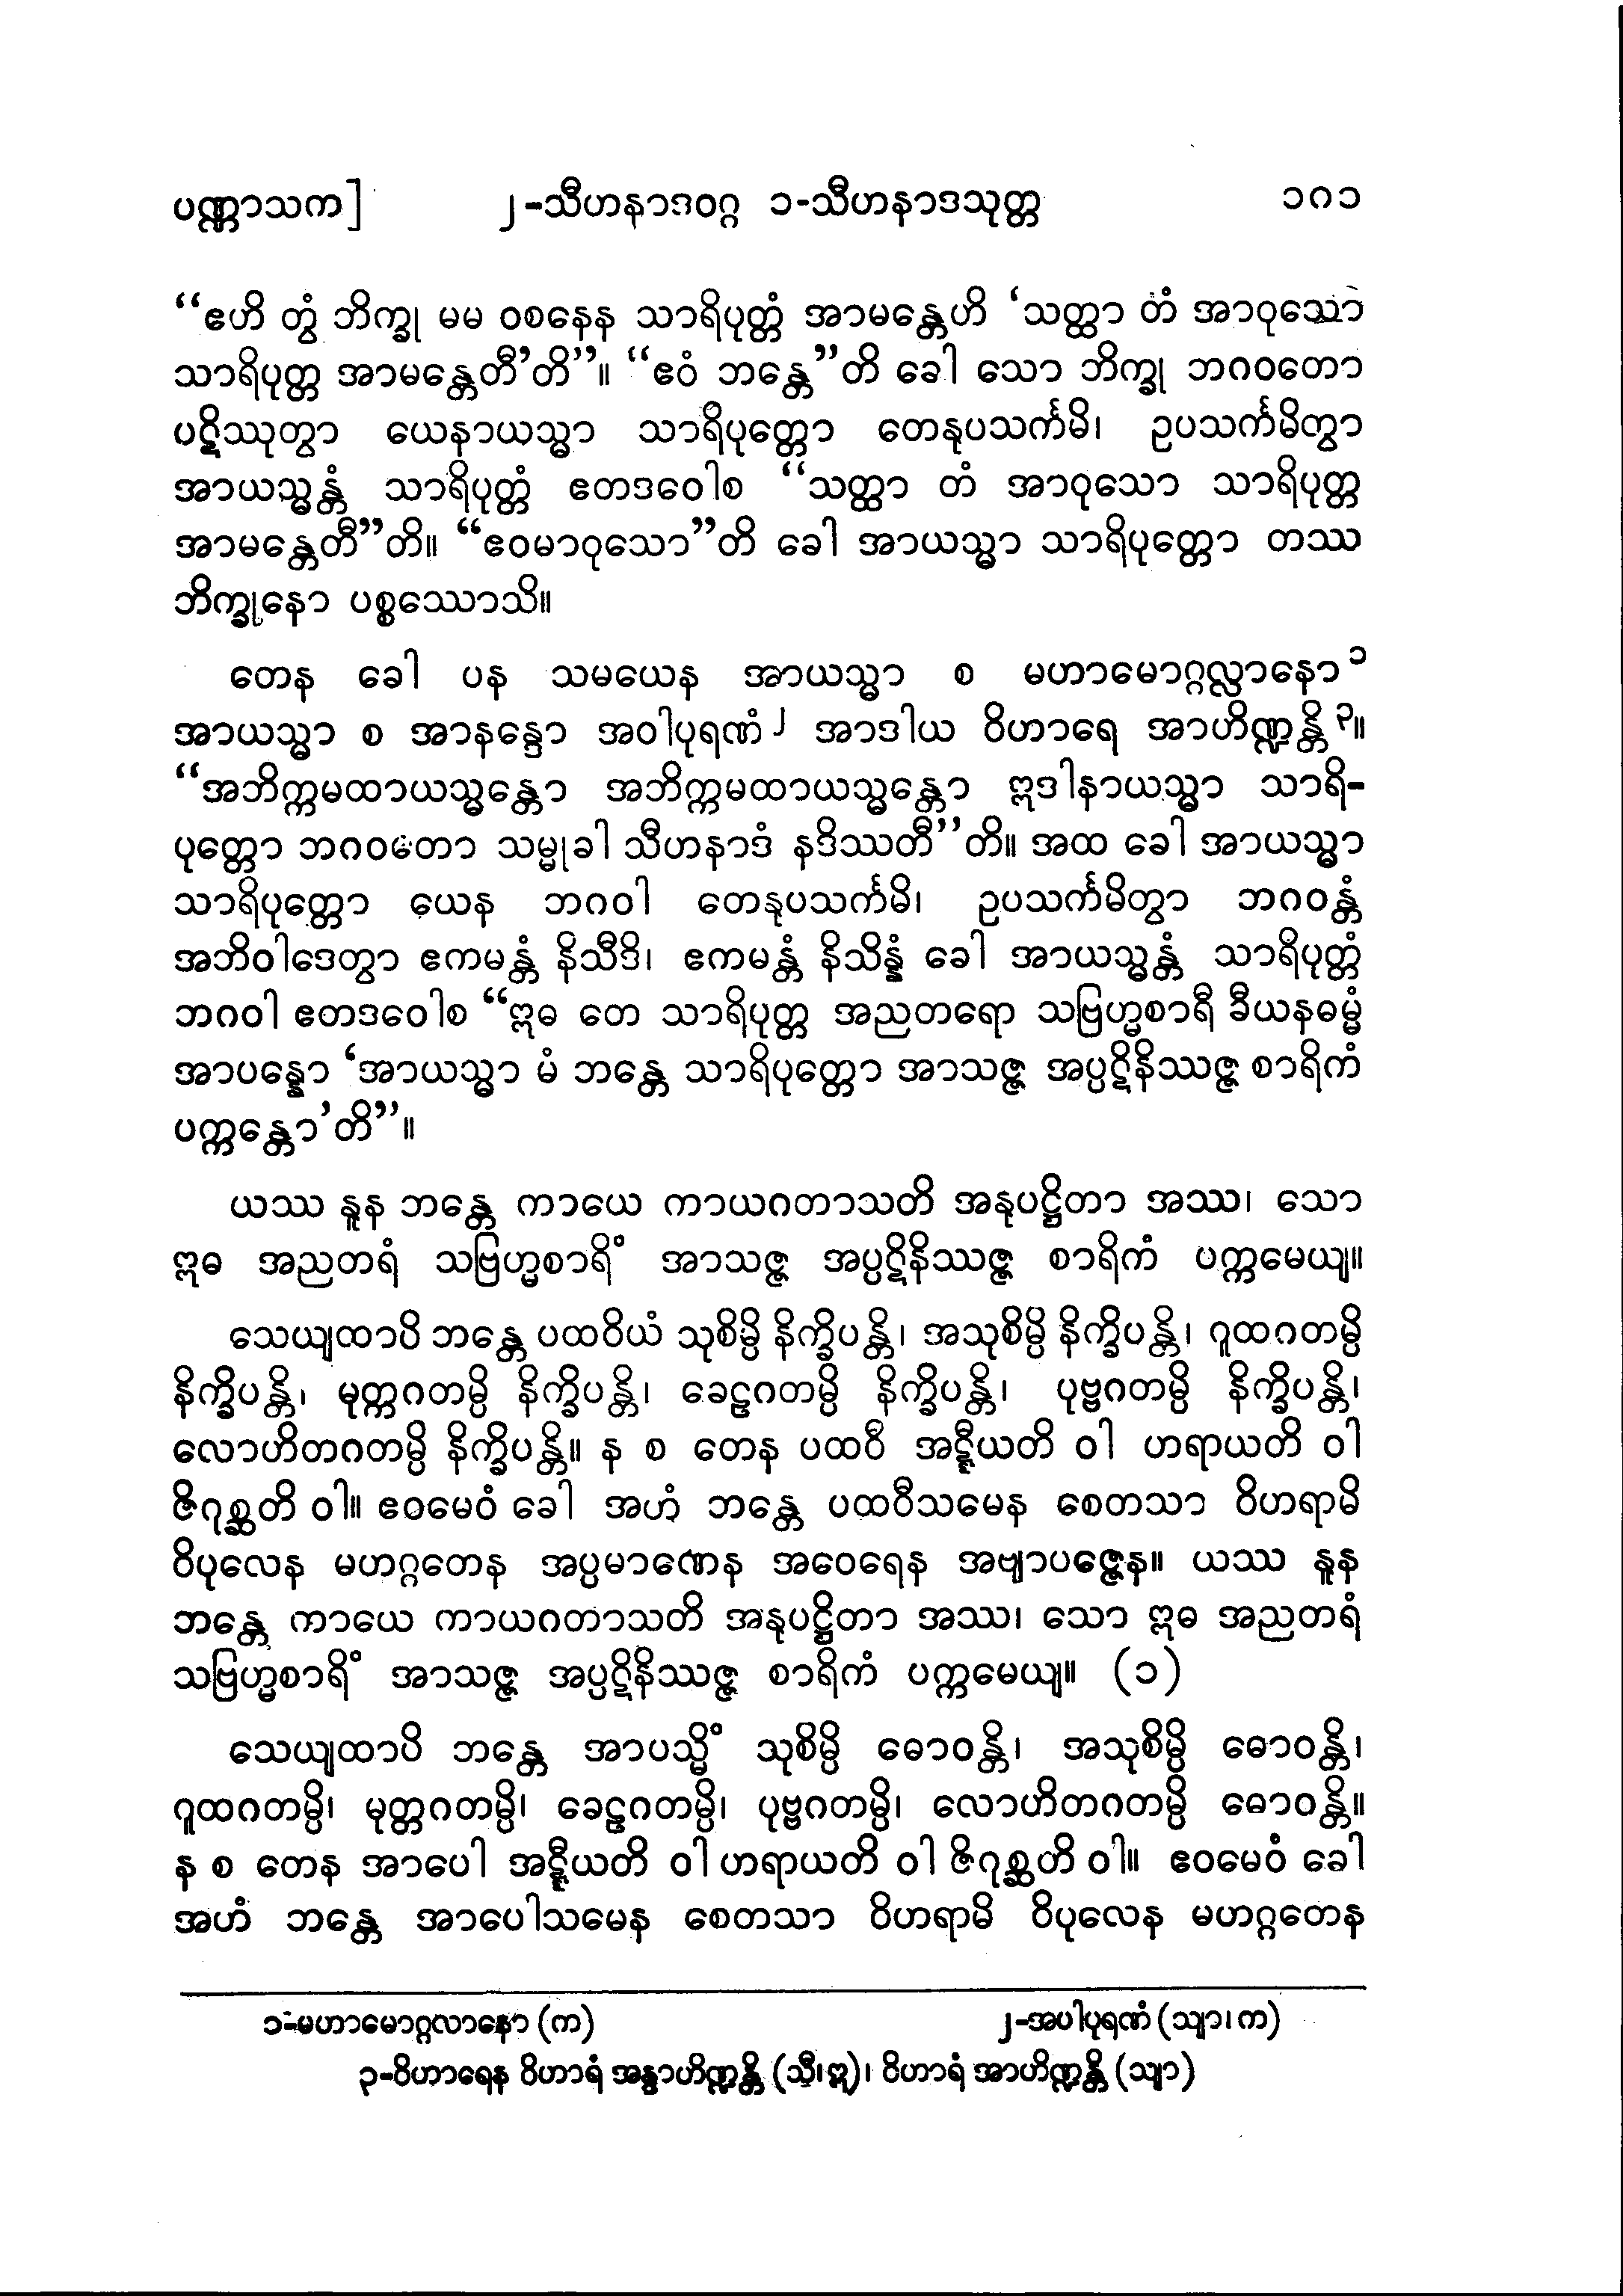 ပဏ္ဏာသက]	၂-သီဟနာဒဝဂ္ဂ ၁-သီဟနာဒသုတ္တ	၁၈၁
“ဧဟိ တွံ ဘိက္ခု မမ ဝစနေန သာရိပုတ္တံ အာမန္တေဟိ ‘သတ္ထာ တံ အာဝုသော
သာရိပုတ္တ အာမန္တေတီ’တိ”။ “ဧဝံ ဘန္တေ”တိ ခေါ သော ဘိက္ခု ဘဂဝတော
ပဋိဿုတွာ ယေနာယသ္မာ သာရိပုတ္တော တေနုပသင်္ကမိ၊ ဥပသင်္ကမိတွာ
အာယသ္မန္တံ သာရိပုတ္တံ ဧတဒဝေါစ “သတ္ထာ တံ အာဝုသော သာရိပုတ္တ
အာမန္တေတီ”တိ။ “ဧဝမာဝုသော”တိ ခေါ အာယသ္မာ သာရိပုတ္တော တဿ
ဘိက္ခုနော ပစ္စဿောသိ။
တေန ခေါ ပန သမယေန အာယသ္မာ စ မဟာမောဂ္ဂလ္လာနော၁
အာယသ္မာ စ အာနန္ဒော အဝါပုရဏံ၂ အာဒါယ ဝိဟာရေ အာဟိဏ္ဍန္တိ၃။
“အဘိက္ကမထာယသ္မန္တော အဘိက္ကမထာယသ္မန္တော ဣဒါနာယသ္မာ သာရိ-
ပုတ္တော ဘဂဝတော သမ္မုခါ သီဟနာဒံ နဒိဿတီ”တိ။ အထ ခေါ အာယသ္မာ
သာရိပုတ္တော ယေန ဘဂဝါ တေနုပသင်္ကမိ၊ ဥပသင်္ကမိတွာ ဘဂဝန္တံ
အဘိဝါဒေတွာ ဧကမန္တံ နိသီဒိ၊ ဧကမန္တံ နိသိန္နံ ခေါ အာယသ္မန္တံ သာရိပုတ္တံ
ဘဂဝါ ဧတဒဝေါစ “ဣဓ တေ သာရိပုတ္တ အညတရော သဗြဟ္မစာရီ ခီယနဓမ္မံ
အာပန္နော ‘အာယသ္မာ မံ ဘန္တေ သာရိပုတ္တော အာသဇ္ဇ အပ္ပဋိနိဿဇ္ဇ စာရိကံ
ပက္ကန္တော’တိ”။
ယဿ နူန ဘန္တေ ကာယေ ကာယဂတာသတိ အနုပဋ္ဌိတာ အဿ၊ သော
ဣဓ အညတရံ သဗြဟ္မစာရိံ အာသဇ္ဇ အပ္ပဋိနိဿဇ္ဇ စာရိကံ ပက္ကမေယျ။
သေယျထာပိ ဘန္တေ ပထဝိယံ သုစိမ္ပိ နိက္ခိပန္တိ၊ အသုစိမ္ပိ နိက္ခိပန္တိ၊ ဂူထဂတမ္ပိ
နိက္ခိပန္တိ၊ မုတ္တဂတမ္ပိ နိက္ခိပန္တိ၊ ခေဠဂတမ္ပိ နိက္ခိပန္တိ၊ ပုဗ္ဗဂတမ္ပိ နိက္ခိပန္တိ၊
လောဟိတဂတမ္ပိ နိက္ခိပန္တိ။ န စ တေန ပထဝီ အဋ္ဋီယတိ ဝါ ဟရာယတိ ဝါ
ဇိဂုစ္ဆတိ ဝါ။ ဧဝမေဝံ ခေါ အဟံ ဘန္တေ ပထဝီသမေန စေတသာ ဝိဟရာမိ
ဝိပုလေန မဟဂ္ဂတေန အပ္ပမာဏေန အဝေရေန အဗျာပဇ္ဇေန။ ယဿ နူန
ဘန္တေ ကာယေ ကာယဂတာသတိ အနုပဋ္ဌိတာ အဿ၊ သော ဣဓ အညတရံ
သဗြဟ္မစာရိံ အာသဇ္ဇ အပ္ပဋိနိဿဇ္ဇ စာရိကံ ပက္ကမေယျ။ (၁)
သေယျထာပိ ဘန္တေ အာပသ္မိံ သုစိမ္ပိ ဓောဝန္တိ၊ အသုစိမ္ပိ ဓောဝန္တိ၊
ဂူထဂတမ္ပိ၊ မုတ္တဂတမ္ပိ၊ ခေဠဂတမ္ပိ၊ ပုဗ္ဗဂတမ္ပိ၊ လောဟိတဂတမ္ပိ ဓောဝန္တိ။
န စ တေန အာပေါ အဋ္ဋီယတိ ဝါ ဟရာယတိ ဝါ ဇိဂုစ္ဆတိ ဝါ။ ဧဝမေဝံ ခေါ
အဟံ ဘန္တေ အာပေါသမေန စေတသာ ဝိဟရာမိ ဝိပုလေန မဟဂ္ဂတေန
၁-မဟာမောဂ္ဂလာနော (က)	၂-အပါပုရဏံ (သျာ၊ က)
၃-ဝိဟာရေန ဝိဟာရံ အန္ဝာဟိဏ္ဍန္တိ (သီ၊ ဣ)၊ ဝိဟာရံ အာဟိဏ္ဍန္တိ (သျာ)